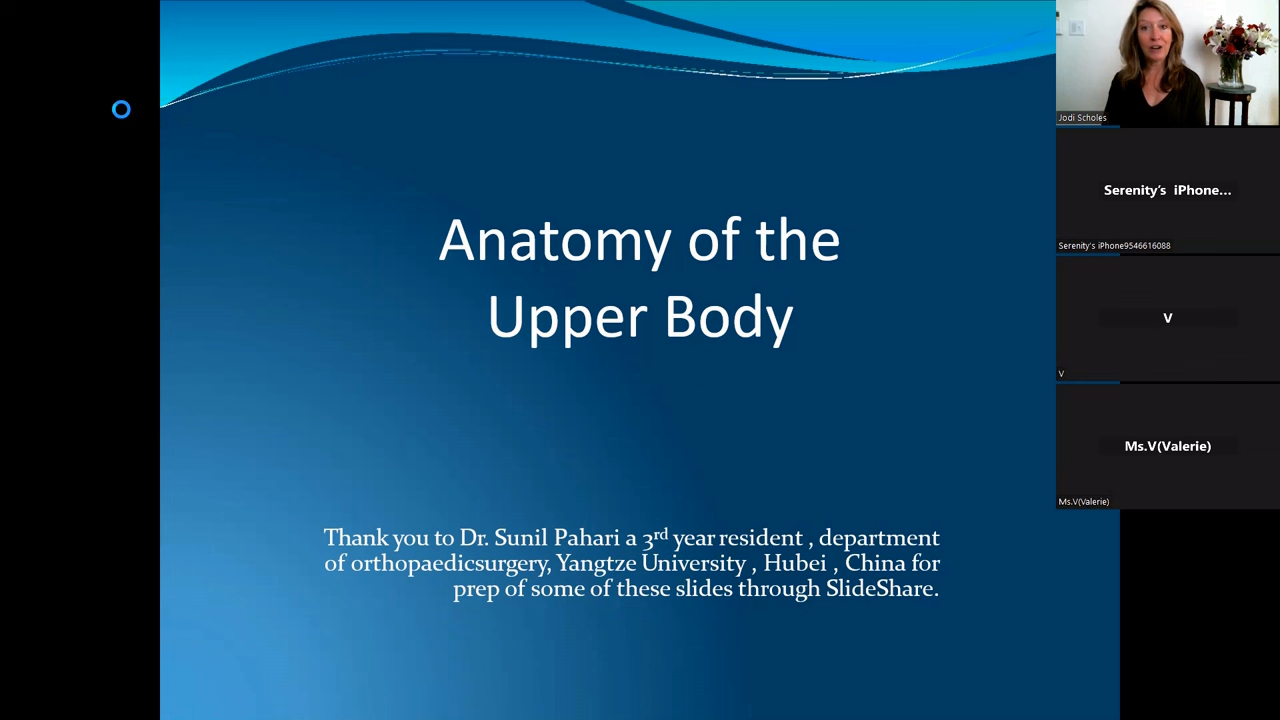 Anatomy of the
Upper Body
Thank you to Dr. Sunil Pahari a 3rd year resident , department
of orthopaedicsurgery, Yangtze University , Hubei , China for
prep of some of these slides through SlideShare.
Jodi Scholes
Serenity's iPhone...
Serenity's iPhone9546616088
V
V
Ms.V(Valerie)
Ms.V(Valerie)